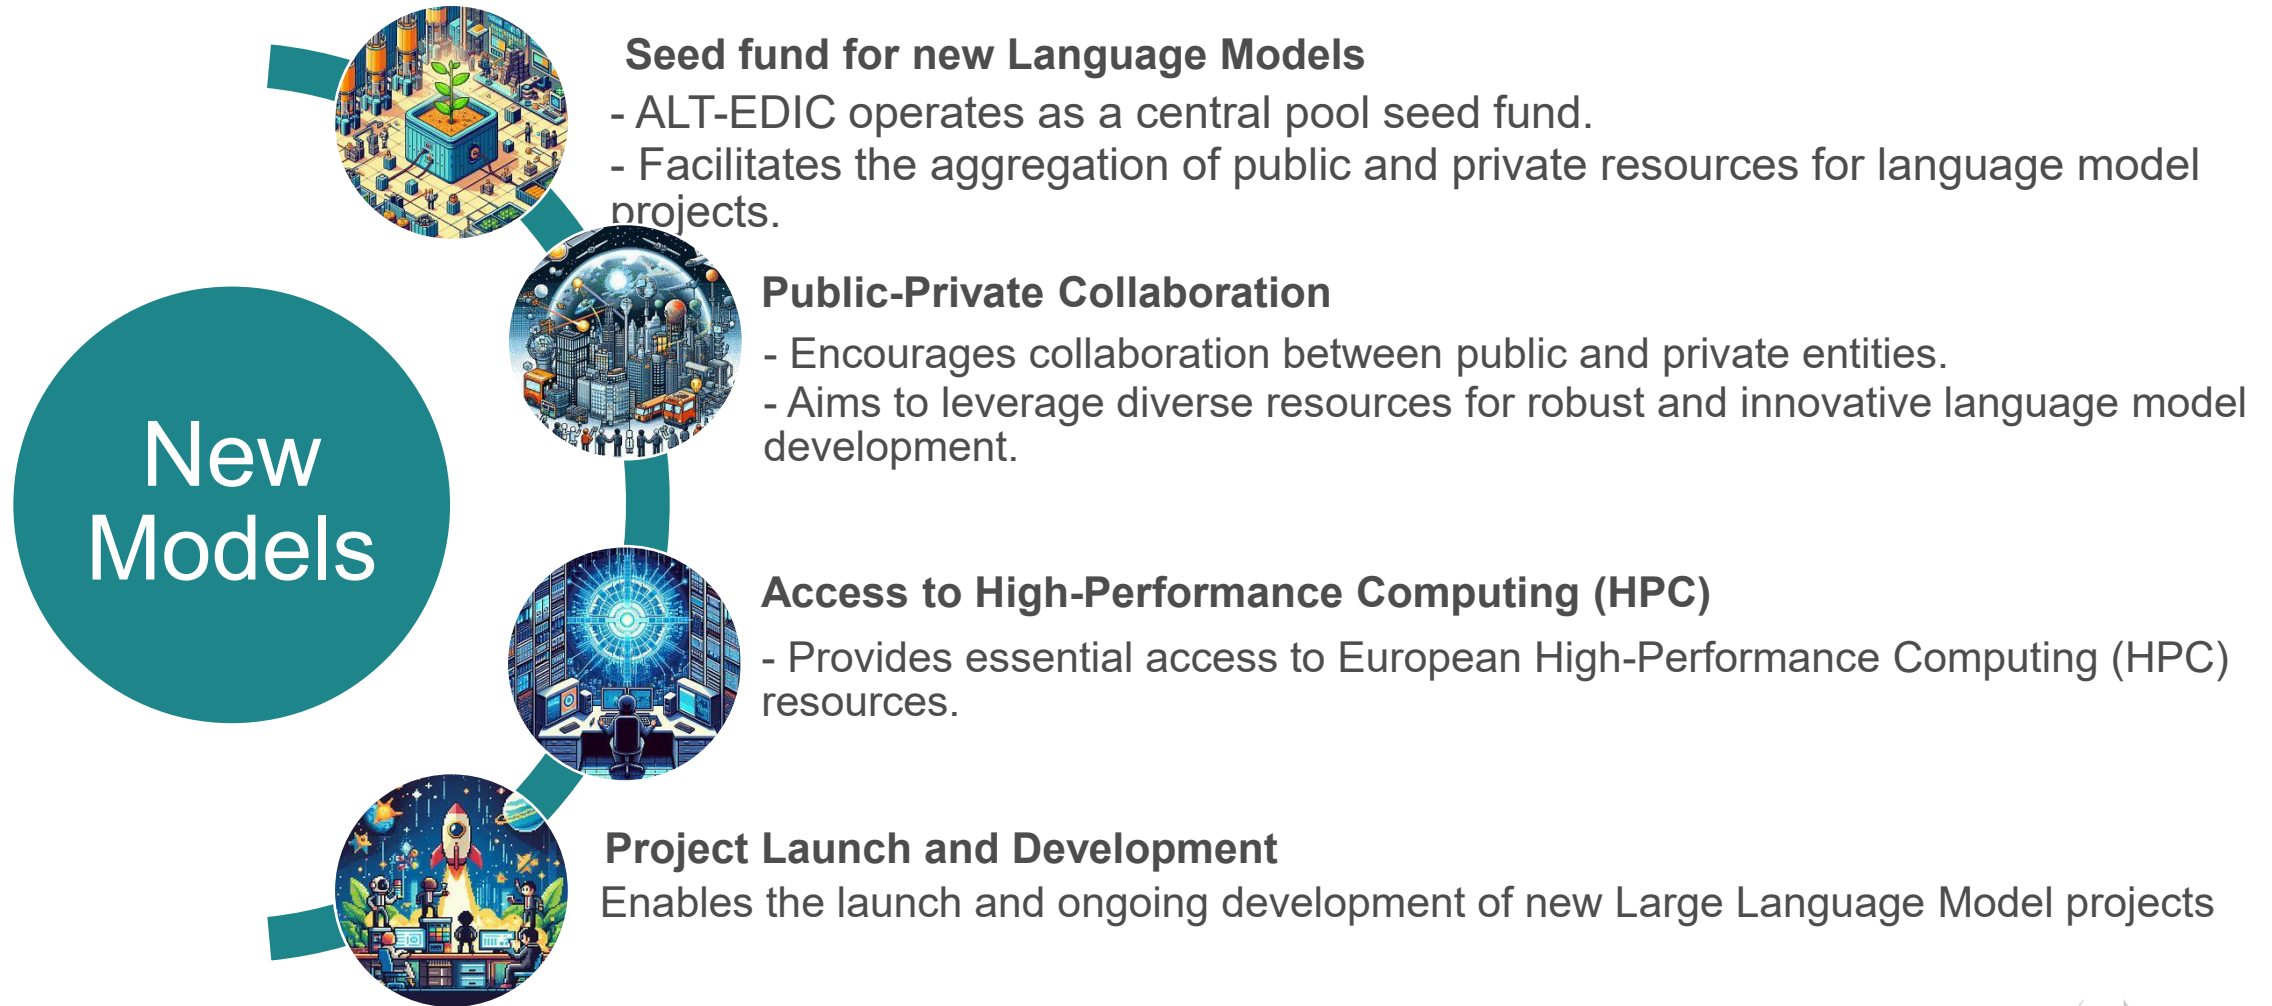 New
Models
Seed fund for new Language Models
- ALT-EDIC operates as a central pool seed fund.
- Facilitates the aggregation of public and private resources for language model
projects.
Public-Private Collaboration
- Encourages collaboration between public and private entities.
- Aims to leverage diverse resources for robust and innovative language model
development.
Access to High-Performance Computing (HPC)
- Provides essential access to European High-Performance Computing (HPC)
resources.
Project Launch and Development
Enables the launch and ongoing development of new Large Language Model projects